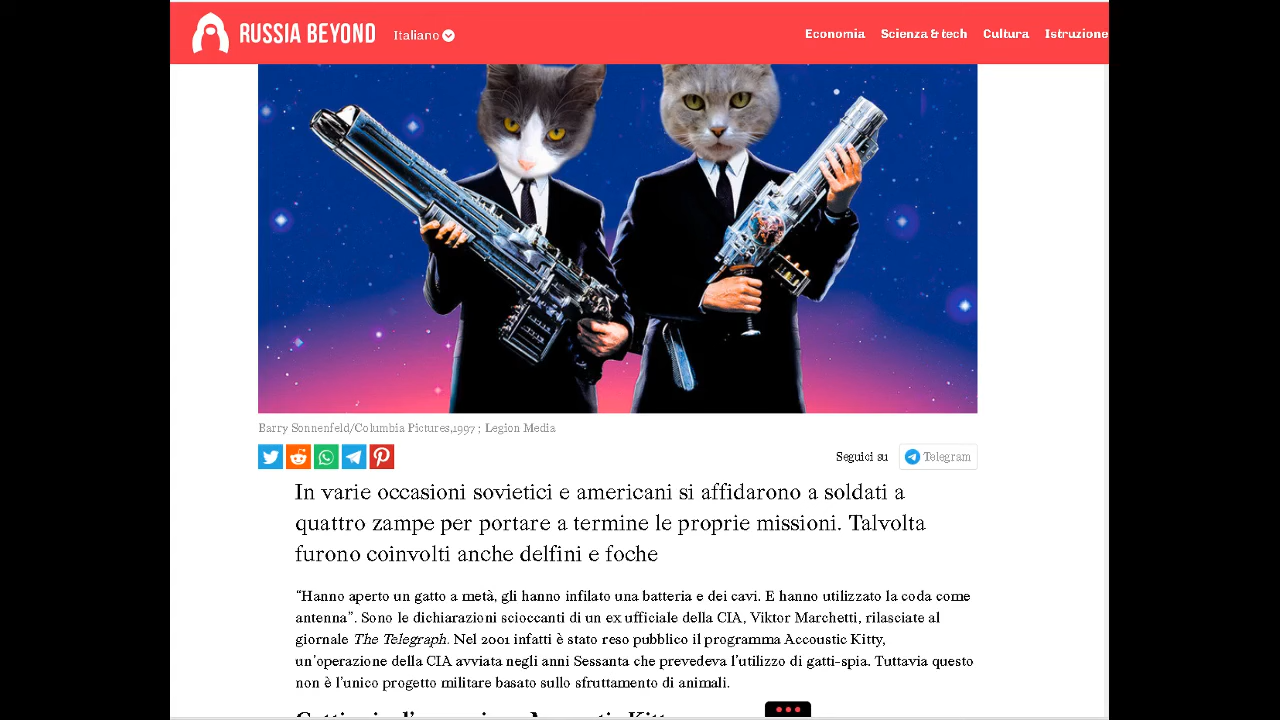 RUSSIA BEYOND
Italiano
Economia Scienza & tech Cultura Istruzione
Barry Sonnenfeld/Columbia Pictures,1997 ; Legion Media
Seguici su Telegram
In varie occasioni sovietici e americani si affidarono a soldati a
quattro zampe per portare a termine le proprie missioni. Talvolta
furono coinvolti anche delfini e foche
“Hanno aperto un gatto a metà, gli hanno infilato una batteria e dei cavi. E hanno utilizzato la coda come
antenna”. Sono le dichiarazioni scioccanti di un ex ufficiale della CIA, Viktor Marchetti, rilasciate al
giornale The Telegraph. Nel 2001 infatti è stato reso pubblico il programma Accoustic Kitty,
un’operazione della CIA avviata negli anni Sessanta che prevedeva l’utilizzo di gatti-spia. Tuttavia questo
non è l’unico progetto militare basato sullo sfruttamento di animali.